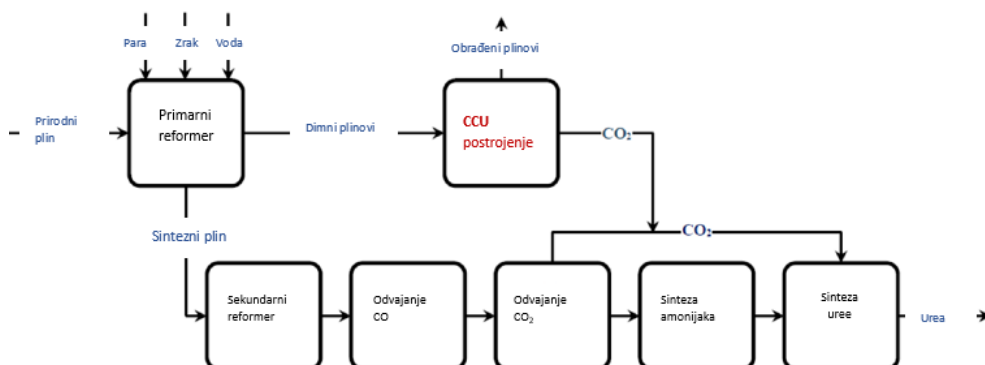 Para Zrak Voda
Obrađeni plinovi
Prirodni
plin
Primarni
reformer
Dimni plinovi
CCU
postrojenje
CO₂
Sintezni plin
CO₂
Sekundarni
reformer
Odvajanje
CO
Odvajanje
CO₂
Sinteza
amonijaka
Sinteza
uree
Urea